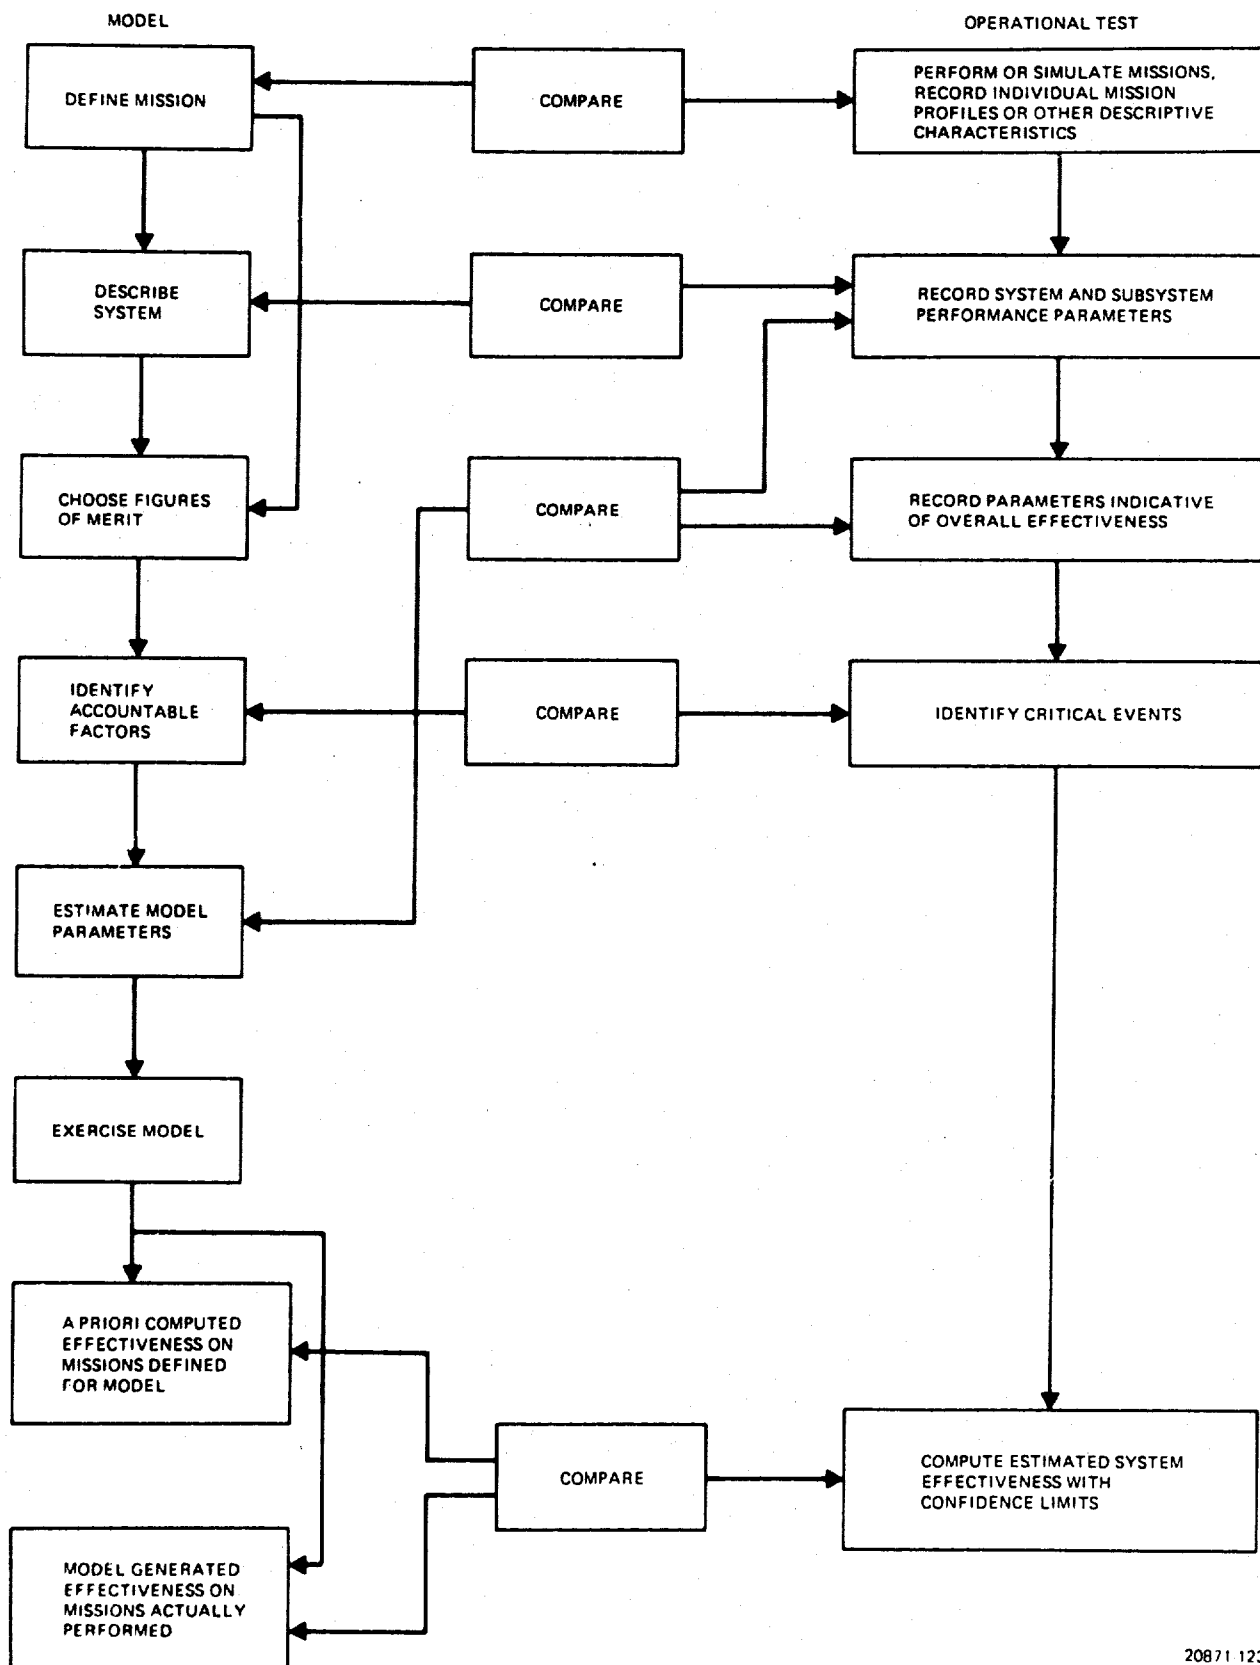 MODEL
OPERATIONAL TEST
DEFINE MISSION
COMPARE
PERFORM OR SIMULATE MISSIONS,
RECORD INDIVIDUAL MISSION
PROFILES OR OTHER DESCRIPTIVE
CHARACTERISTICS
DESCRIBE
SYSTEM
COMPARE
RECORD SYSTEM AND SUBSYSTEM
PERFORMANCE PARAMETERS
CHOOSE FIGURES
OF MERIT
COMPARE
RECORD PARAMETERS INDICATIVE
OF OVERALL EFFECTIVENESS
IDENTIFY
ACCOUNTABLE
FACTORS
COMPARE
IDENTIFY CRITICAL EVENTS
ESTIMATE MODEL
PARAMETERS
EXERCISE MODEL
A PRIORI COMPUTED
EFFECTIVENESS ON
MISSIONS DEFINED
FOR MODEL
COMPARE
COMPUTE ESTIMATED SYSTEM
EFFECTIVENESS WITH
CONFIDENCE LIMITS
MODEL GENERATED
EFFECTIVENESS ON
MISSIONS ACTUALLY
PERFORMED
20871-123